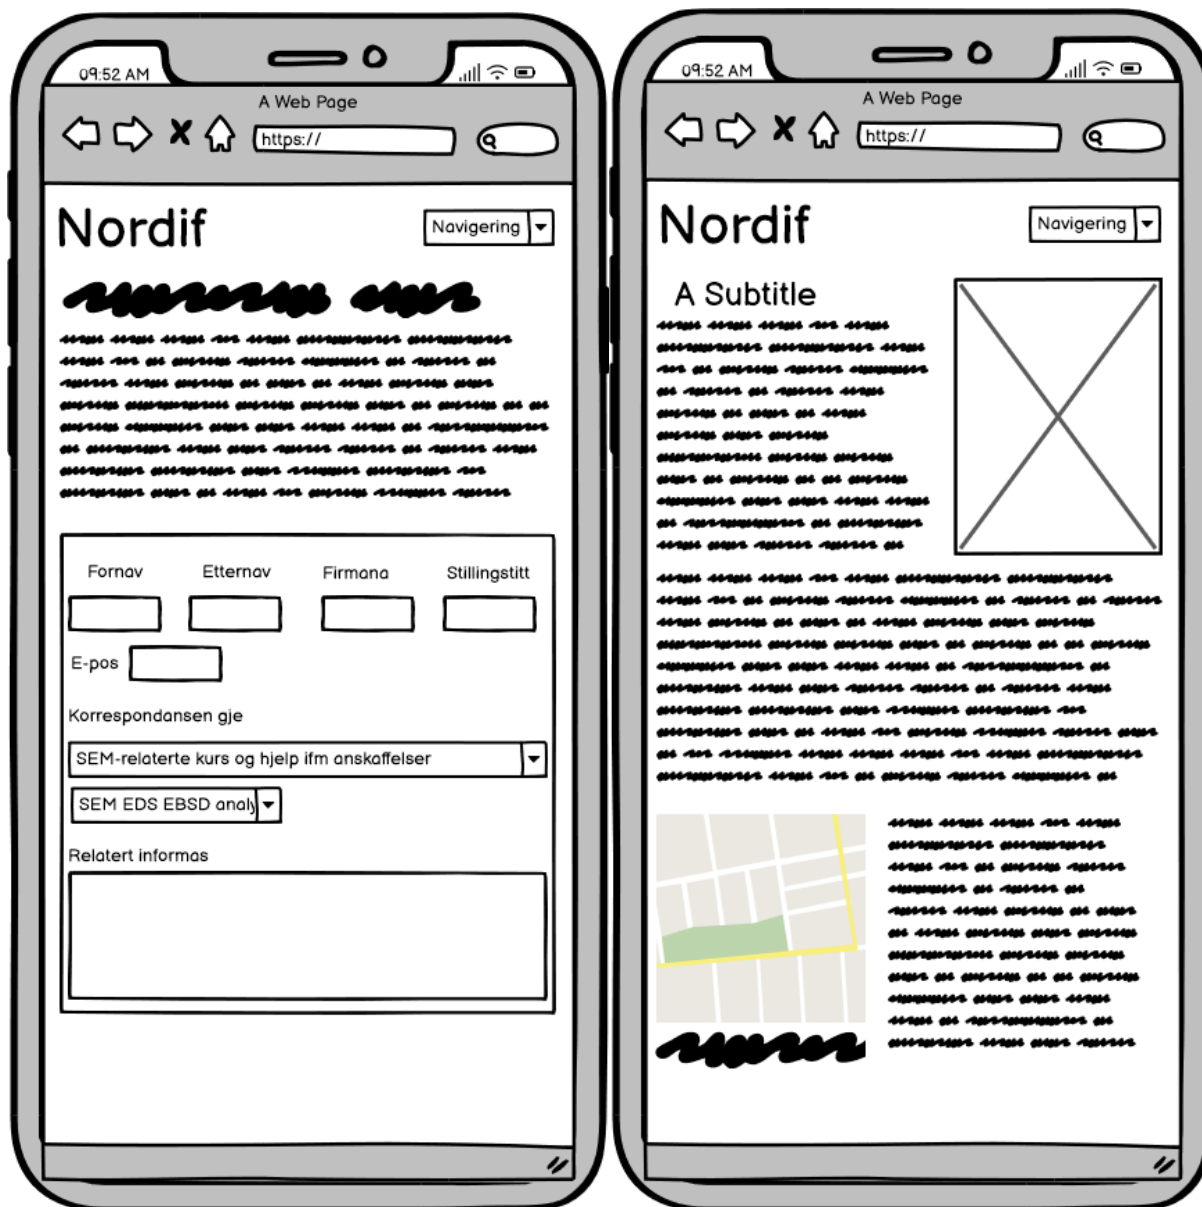 09:52 AM
A Web Page
https://
Nordif
Navigering
Fornav Etternav Firmana Stillingstitt
E-pos
Korrespondansen gje
SEM-relaterte kurs og hjelp ifm anskaffelser
SEM EDS EBSD analy
Relatert informas
09:52 AM
A Web Page
https://
Nordif
Navigering
A Subtitle